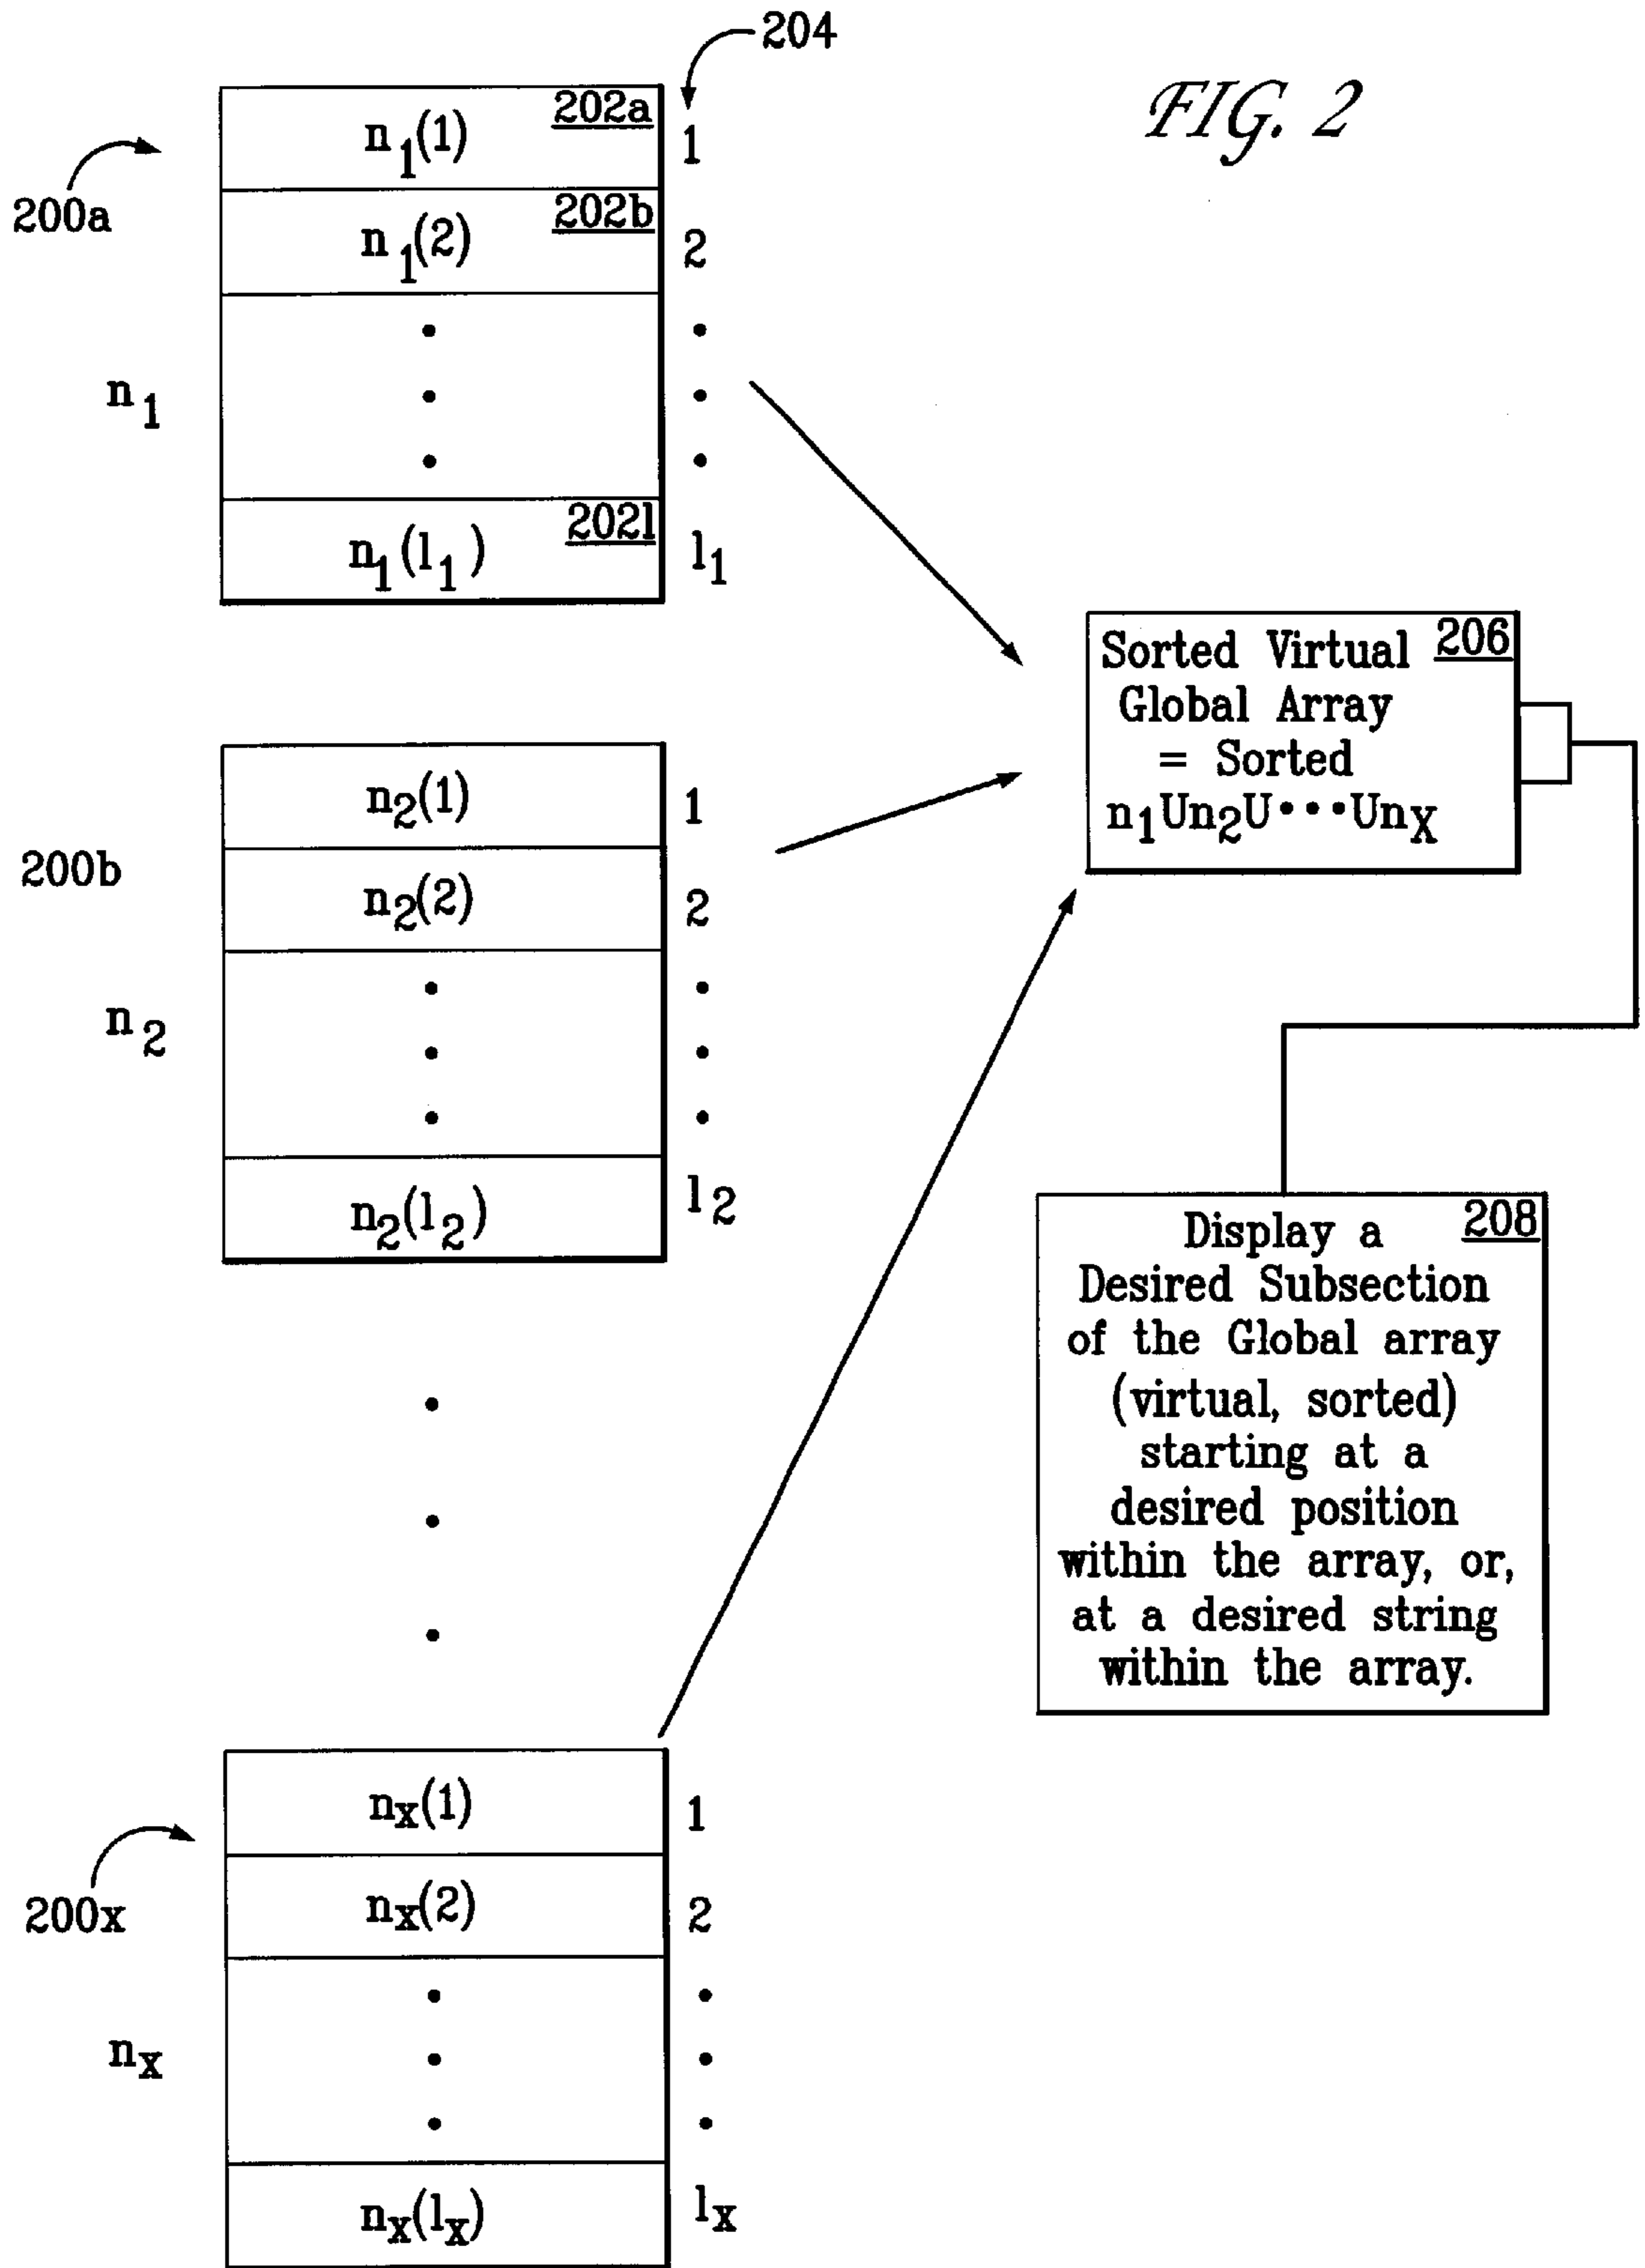 204
FIG. 2
200a
n₁(1) 202a 1
n₁(2) 202b 2
n₁
n₁(l₁) 202l l₁
Sorted Virtual 206
Global Array
= Sorted
n₁Un₂U•••Unₓ
200b
n₂(1) 1
n₂(2) 2
n₂
n₂(l₂) l₂
Display a 208
Desired Subsection
of the Global array
(virtual, sorted)
starting at a
desired position
within the array, or,
at a desired string
within the array.
200x
nₓ(1) 1
nₓ(2) 2
nₓ
nₓ(lₓ) lₓ